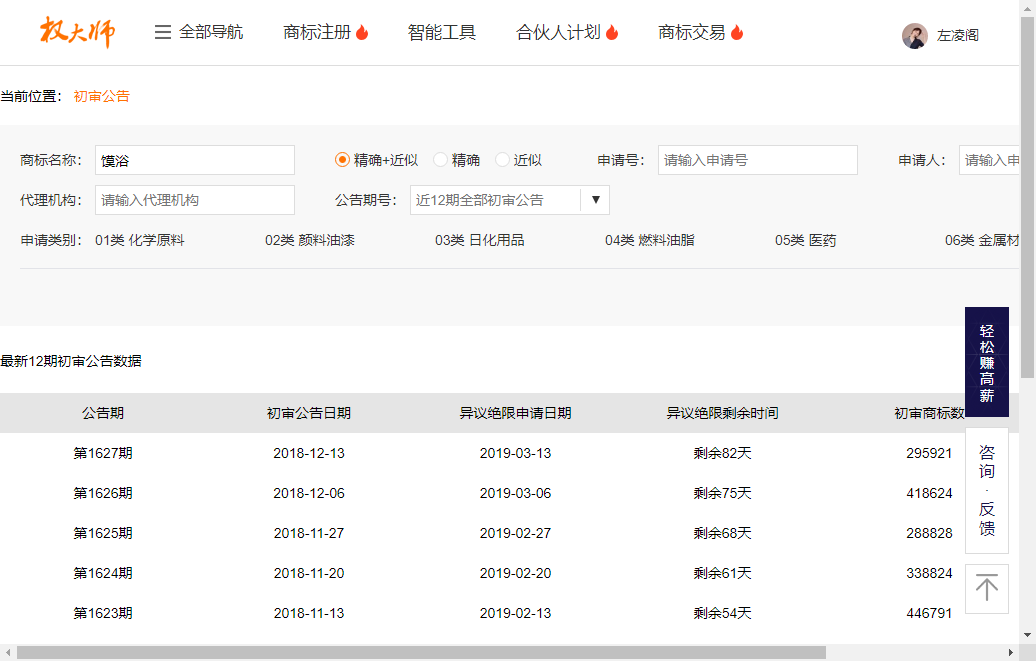 权大师 全部导航 商标注册 智能工具 合伙人计划 商标交易 左凌阁
当前位置： 初审公告
商标名称： 馍浴 精确+近似 精确 近似 申请号： 请输入申请号 申请人： 请输入申
代理机构： 请输入代理机构 公告期号： 近12期全部初审公告
申请类别： 01类 化学原料 02类 颜料油漆 03类 日化用品 04类 燃料油脂 05类 医药 06类 金属材
轻松赚高薪
最新12期初审公告数据
公告期 初审公告日期 异议绝限申请日期 异议绝限剩余时间 初审商标数
第1627期 2018-12-13 2019-03-13 剩余82天 295921
第1626期 2018-12-06 2019-03-06 剩余75天 418624
第1625期 2018-11-27 2019-02-27 剩余68天 288828
第1624期 2018-11-20 2019-02-20 剩余61天 338824
第1623期 2018-11-13 2019-02-13 剩余54天 446791
咨询·反馈